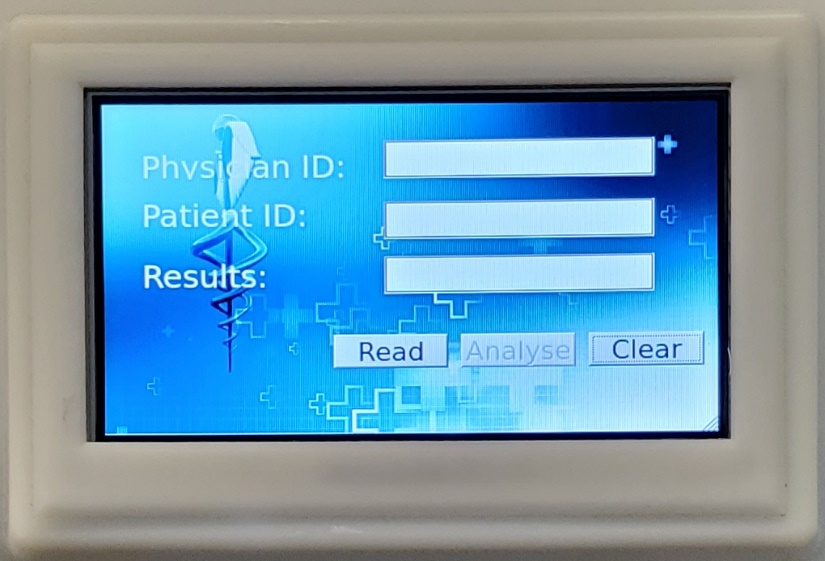 Physician ID:
Patient ID:
Results:
Read Analyse Clear